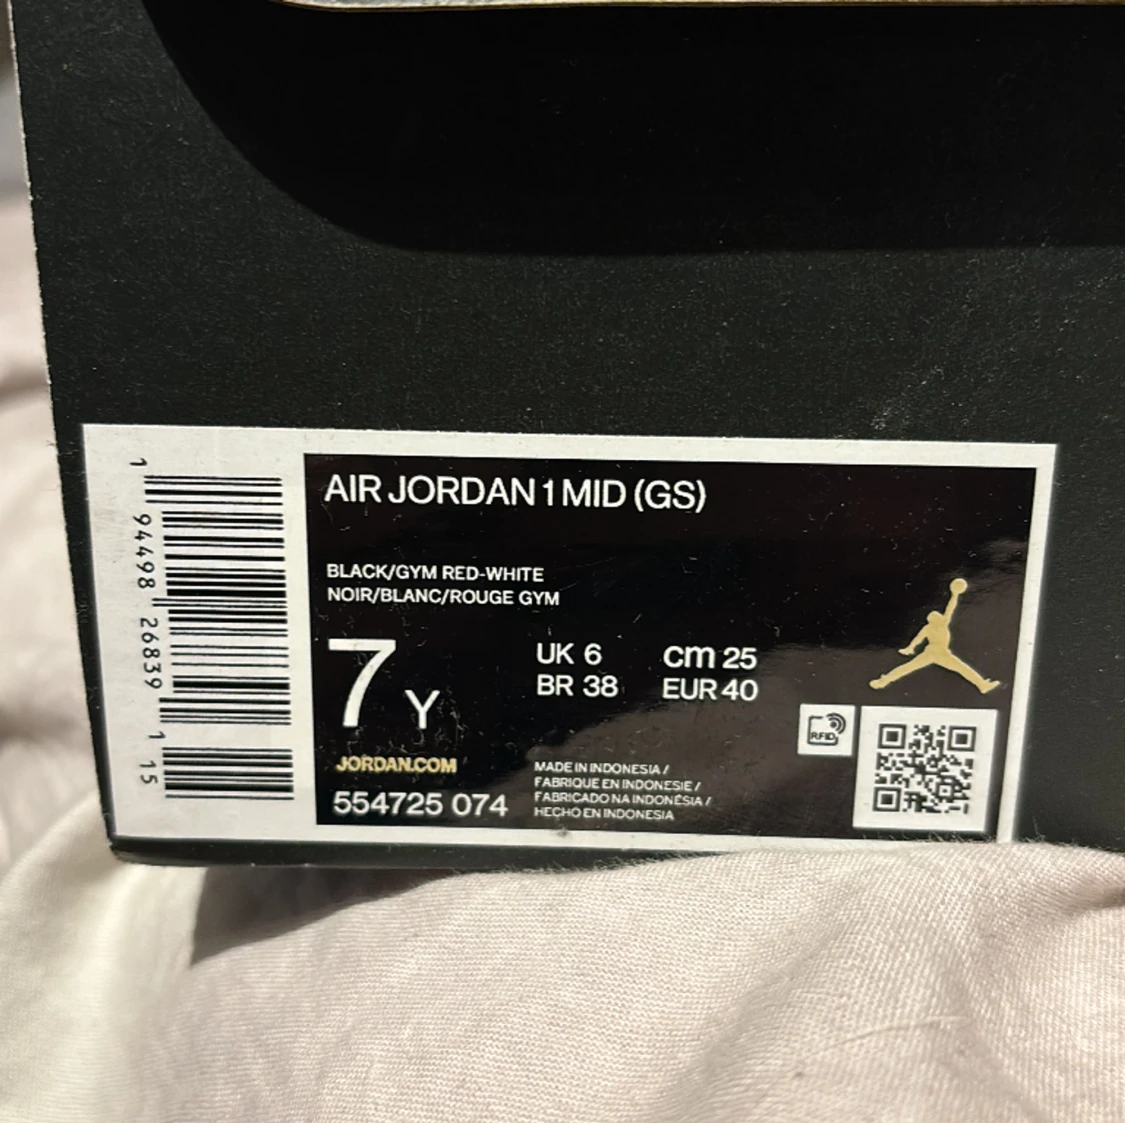 1 94498 26839 1 15
AIR JORDAN 1 MID (GS)
BLACK/GYM RED-WHITE
NOIR/BLANC/ROUGE GYM
7 Y
UK 6
cm 25
BR 38
EUR 40
RFID
JORDAN.COM
554725 074
MADE IN INDONESIA /
FABRIQUE EN INDONESIE /
FABRICADO NA INDONÉSIA /
HECHO EN INDONESIA